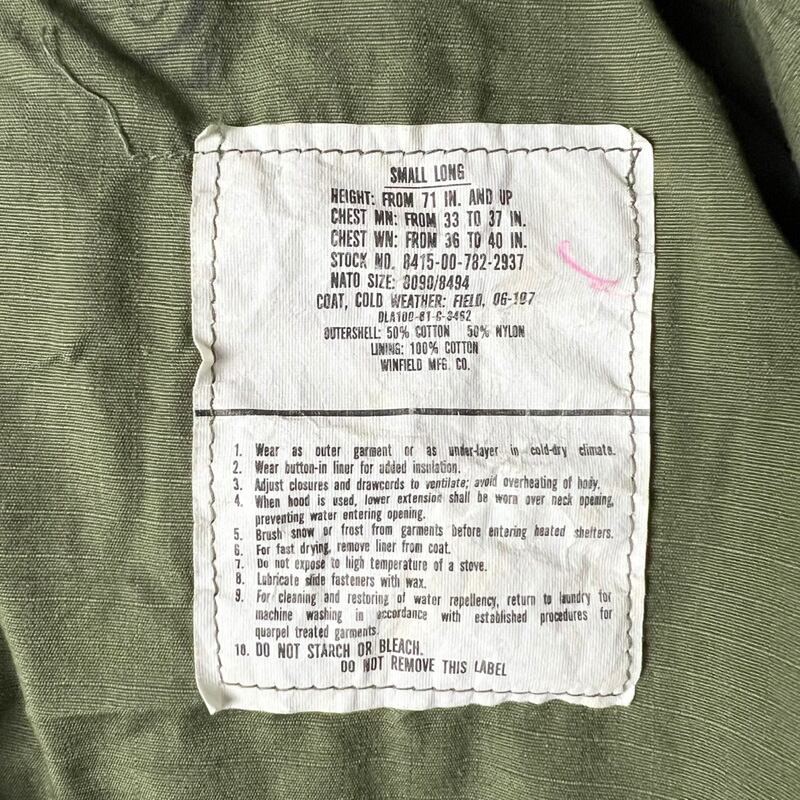 SMALL LONG
HEIGHT: FROM 71 IN. AND UP
CHEST MN: FROM 33 TO 37 IN.
CHEST WN: FROM 36 TO 40 IN.
STOCK NO. 8415-00-782-2937
NATO SIZE: 8090/8494
COAT, COLD WEATHER: FIELD, OG-107
DLA100-81-C-3462
OUTERSHELL: 50% COTTON 50% NYLON
LINING: 100% COTTON
WINFIELD MFG. CO.
1. Wear as outer garment or as under-layer in cold-dry climate.
2. Wear button-in liner for added insulation.
3. Adjust closures and drawcords to ventilate; avoid overheating of body.
4. When hood is used, lower extension shall be worn over neck opening,
preventing water entering opening.
5. Brush snow or frost from garments before entering heated shelters.
6. For fast drying, remove liner from coat.
7. Do not expose to high temperature of a stove.
8. Lubricate slide fasteners with wax.
9. For cleaning and restoring of water repellency, return to laundry for
machine washing in accordance with established procedures for
quarpel treated garments.
10. DO NOT STARCH OR BLEACH.
DO NOT REMOVE THIS LABEL